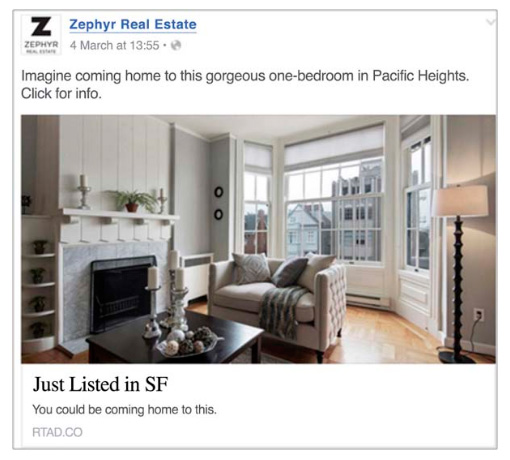 Z
ZEPHYR
REAL ESTATE
Zephyr Real Estate
4 March at 13:55 •
Imagine coming home to this gorgeous one-bedroom in Pacific Heights.
Click for info.
Just Listed in SF
You could be coming home to this.
RTAD.CO